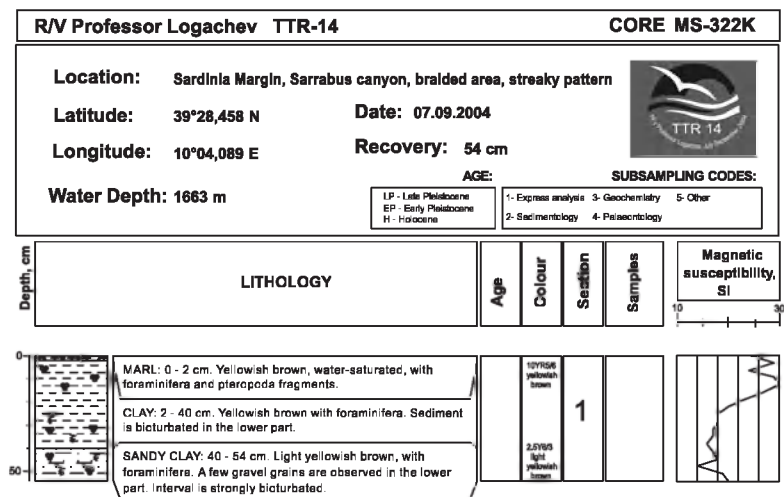 R/V Professor Logachev TTR-14 CORE MS-322K
Location: Sardinia Margin, Sarrabus canyon, braided area, streaky pattern
Latitude: 39°28,458 N Date: 07.09.2004
Longitude: 10°04,089 E Recovery: 54 cm
Water Depth: 1663 m
TTR 14
AGE:
LP - Late Pleistocene
EP - Early Pleistocene
H - Holocene
SUBSAMPLING CODES:
1- Express analysis 3- Geochemistry 5- Other
2- Sedimentology 4- Palaeontology
Depth, cm
LITHOLOGY
Age
Colour
Section
Samples
Magnetic
susceptibility,
SI
10 30
0
MARL: 0 - 2 cm. Yellowish brown, water-saturated, with
foraminifera and pteropoda fragments.
CLAY: 2 - 40 cm. Yellowish brown with foraminifera. Sediment
is bioturbated in the lower part.
SANDY CLAY: 40 - 54 cm. Light yellowish brown, with
foraminifera. A few gravel grains are observed in the lower
part. Interval is strongly bioturbated.
50
10YR5/6
yellowish
brown
2,5Y6/3
light
yellowish
brown
1